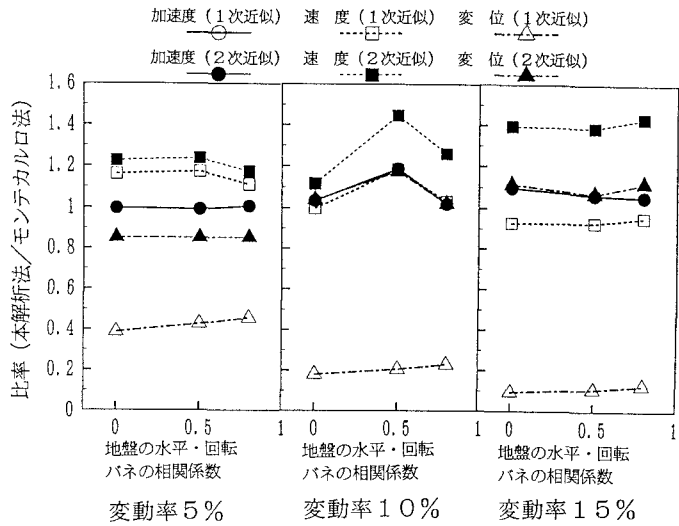 加速度 (1次近似) 速 度 (1次近似) 変 位 (1次近似)
加速度 (2次近似) 速 度 (2次近似) 変 位 (2次近似)
比率 (本解析法／モンテカルロ法)
1.6
1.4
1.2
1
0.8
0.6
0.4
0.2
0
0 0.5 0 0.5 1 0 0.5 1
地盤の水平・回転 地盤の水平・回転 地盤の水平・回転
バネの相関係数 バネの相関係数 バネの相関係数
変動率５％ 変動率１０％ 変動率１５％